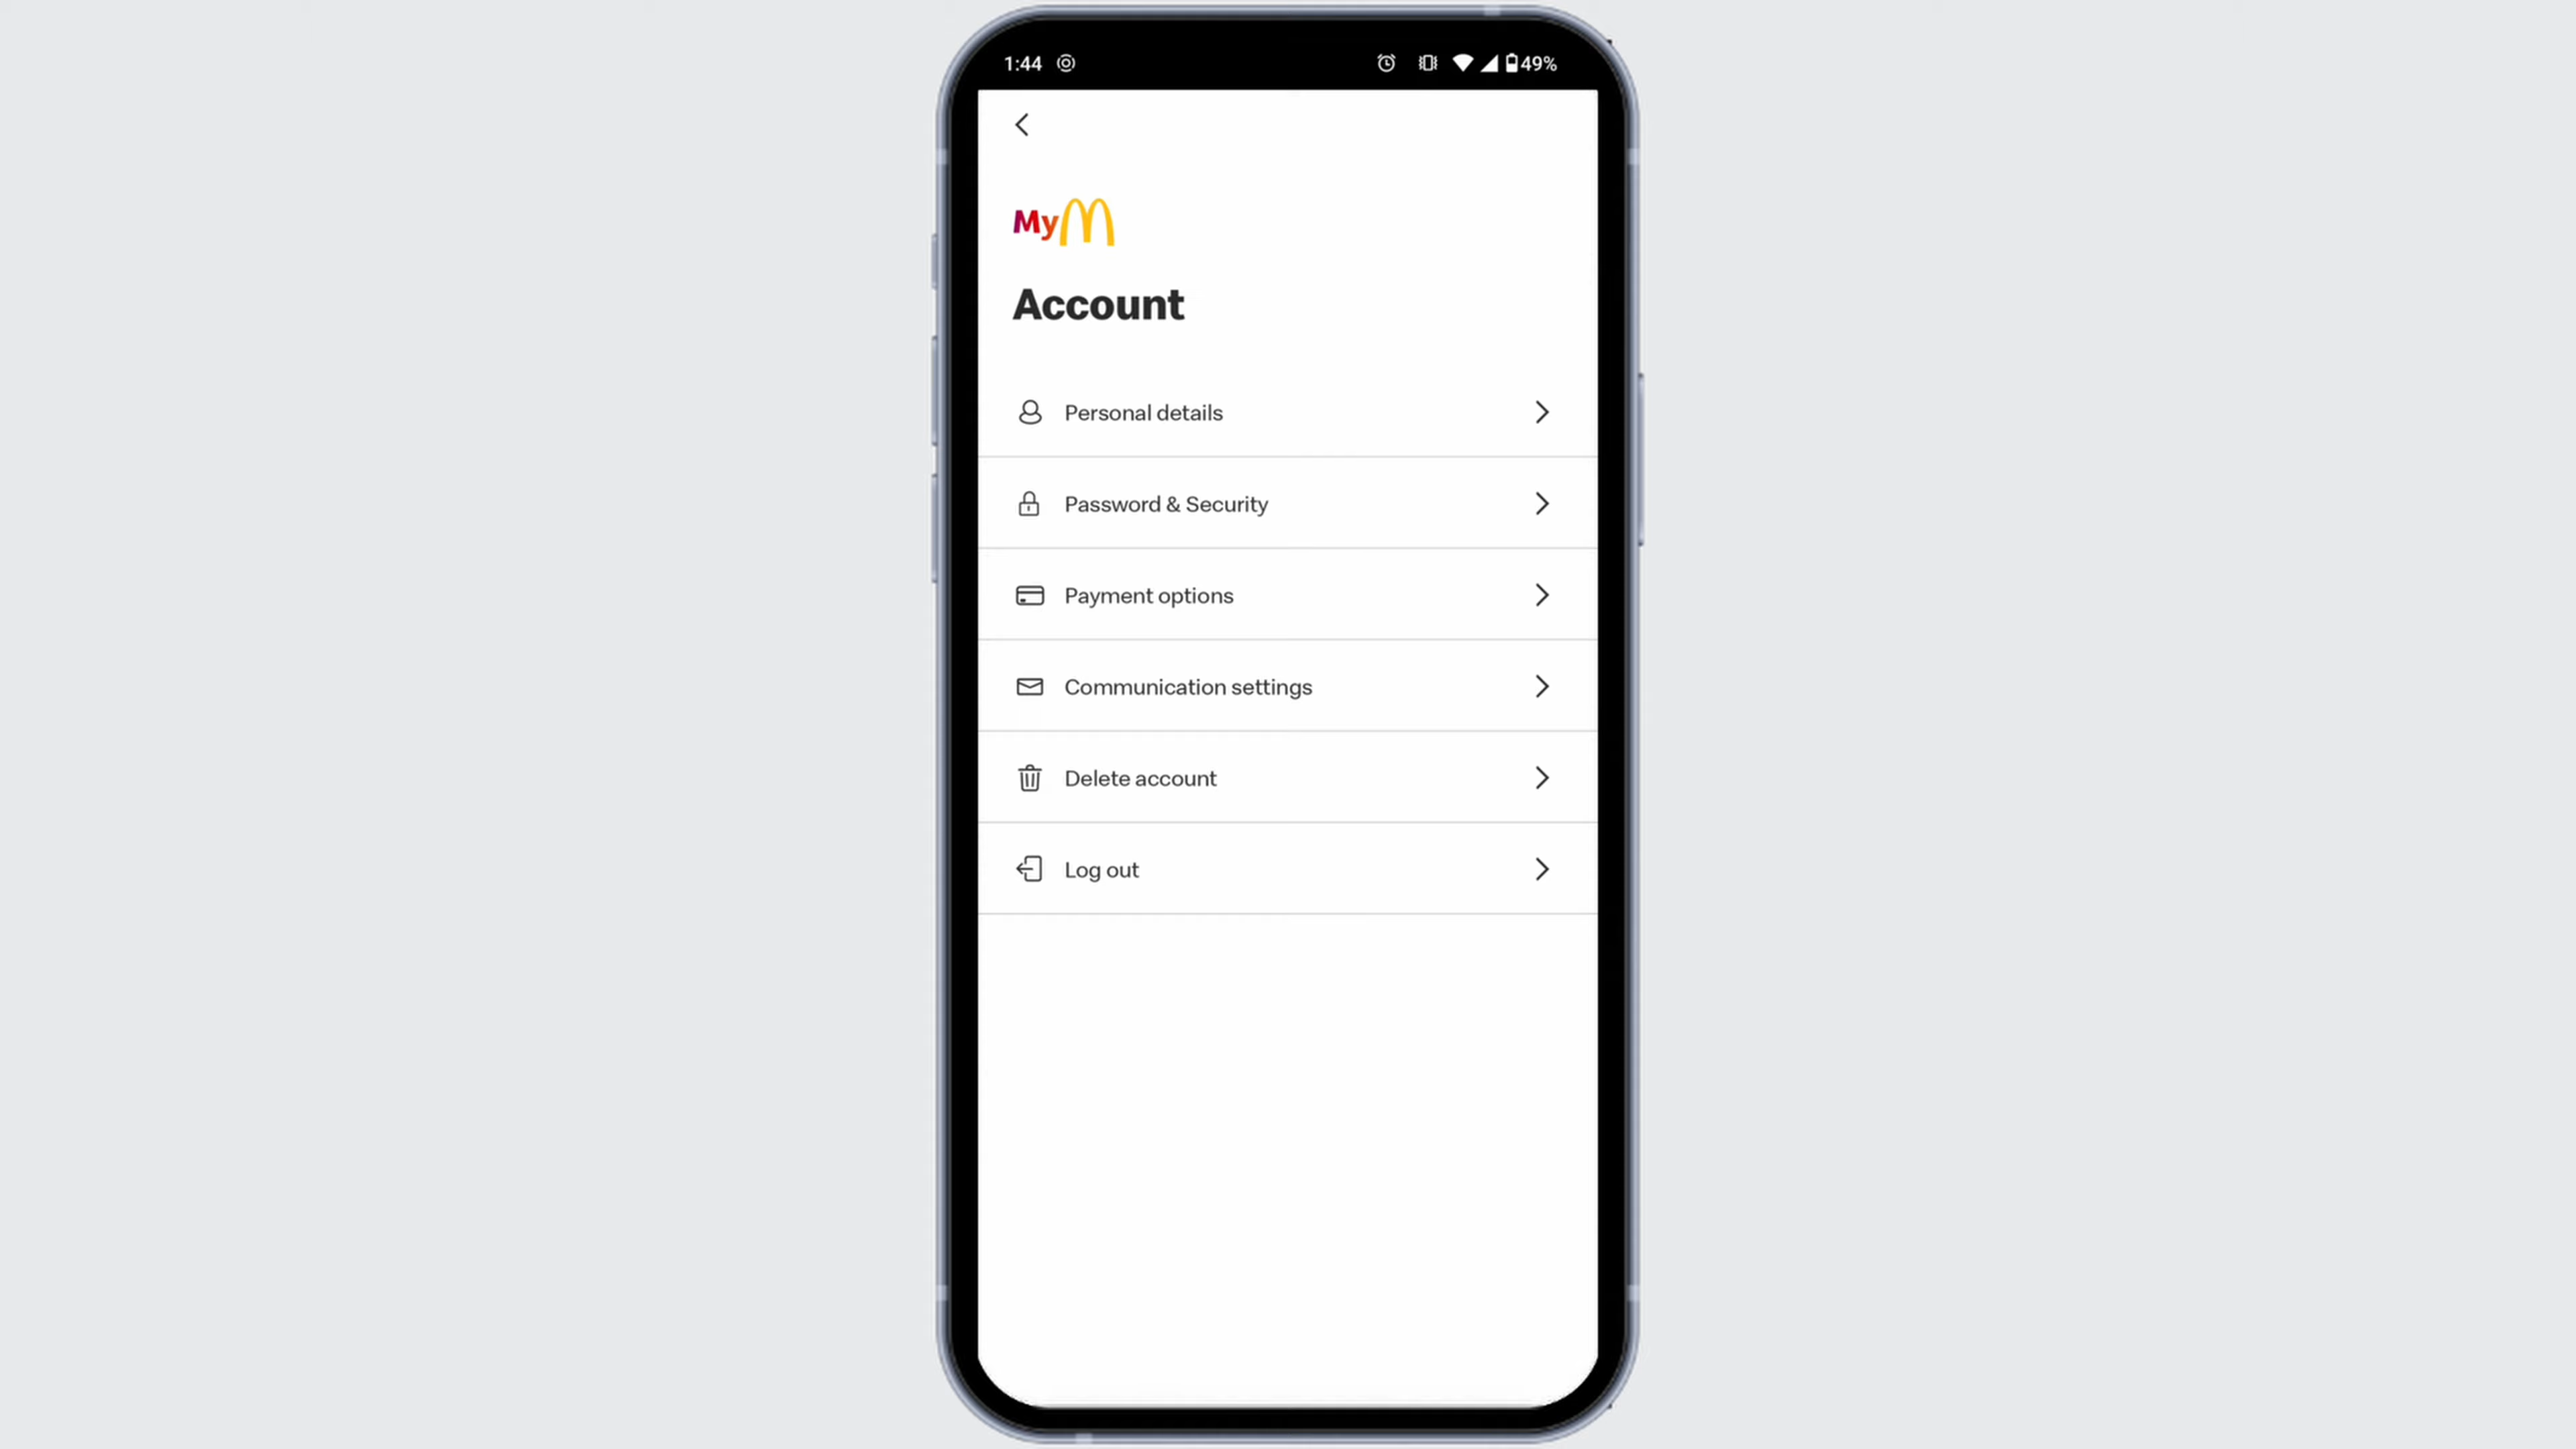 1:44 49%
My
Account
Personal details
Password & Security
Payment options
Communication settings
Delete account
Log out